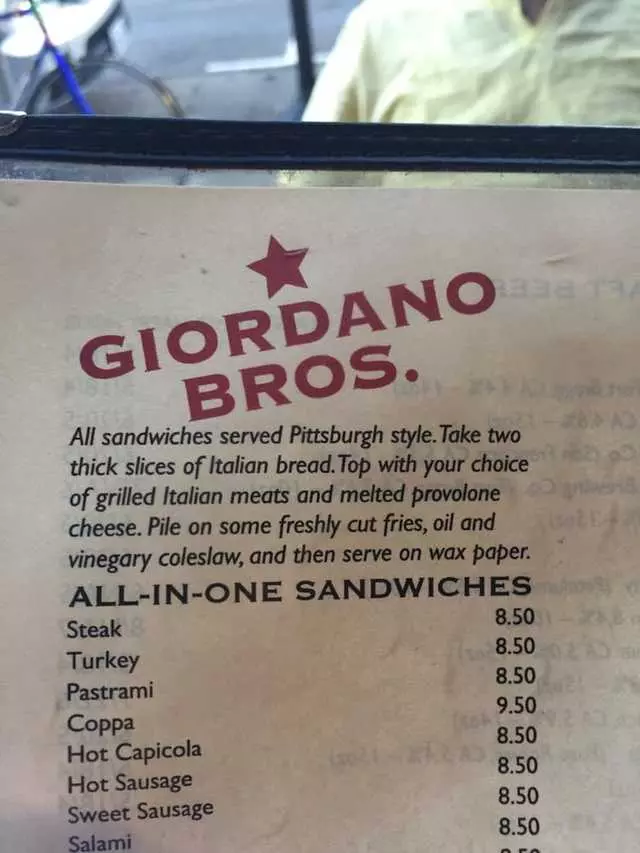 GIORDANO
BROS.
All sandwiches served Pittsburgh style. Take two
thick slices of Italian bread. Top with your choice
of grilled Italian meats and melted provolone
cheese. Pile on some freshly cut fries, oil and
vinegary coleslaw, and then serve on wax paper.
ALL-IN-ONE SANDWICHES
Steak 8.50
Turkey 8.50
Pastrami 8.50
Coppa 9.50
Hot Capicola 8.50
Hot Sausage 8.50
Sweet Sausage 8.50
Salami 8.50